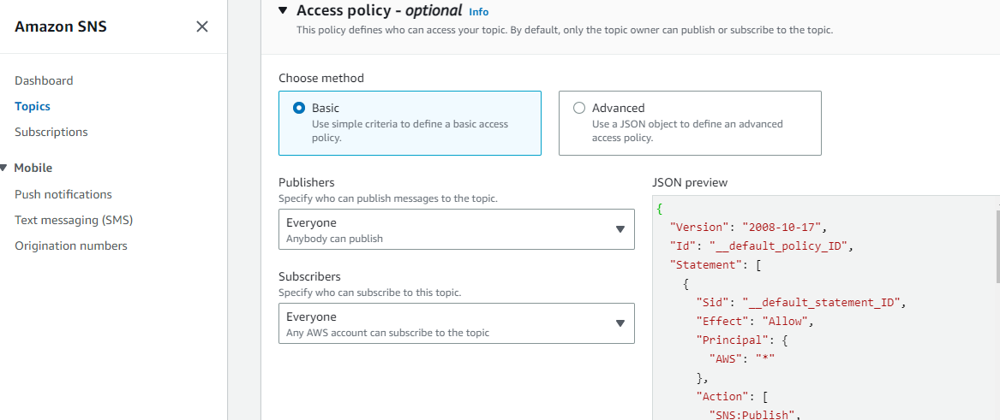 Amazon SNS
Dashboard
Topics
Subscriptions
Mobile
Push notifications
Text messaging (SMS)
Origination numbers
Access policy - optional Info
This policy defines who can access your topic. By default, only the topic owner can publish or subscribe to the topic.
Choose method
Basic
Use simple criteria to define a basic access
policy.
Advanced
Use a JSON object to define an advanced
access policy.
Publishers
Specify who can publish messages to the topic.
Everyone
Anybody can publish
Subscribers
Specify who can subscribe to this topic.
Everyone
Any AWS account can subscribe to the topic
JSON preview
{
"Version": "2008-10-17",
"Id": "__default_policy_ID",
"Statement": [
{
"Sid": "__default_statement_ID",
"Effect": "Allow",
"Principal": {
"AWS": "*"
},
"Action": [
"SNS:Publish",